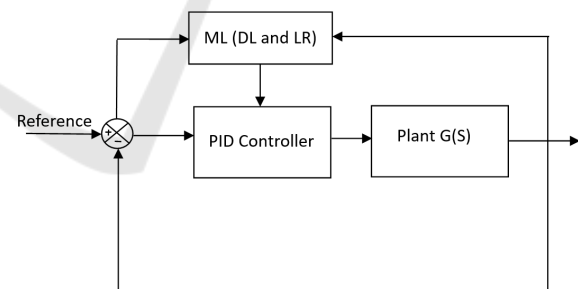 ML (DL and LR)
Reference
+
−
PID Controller
Plant G(S)